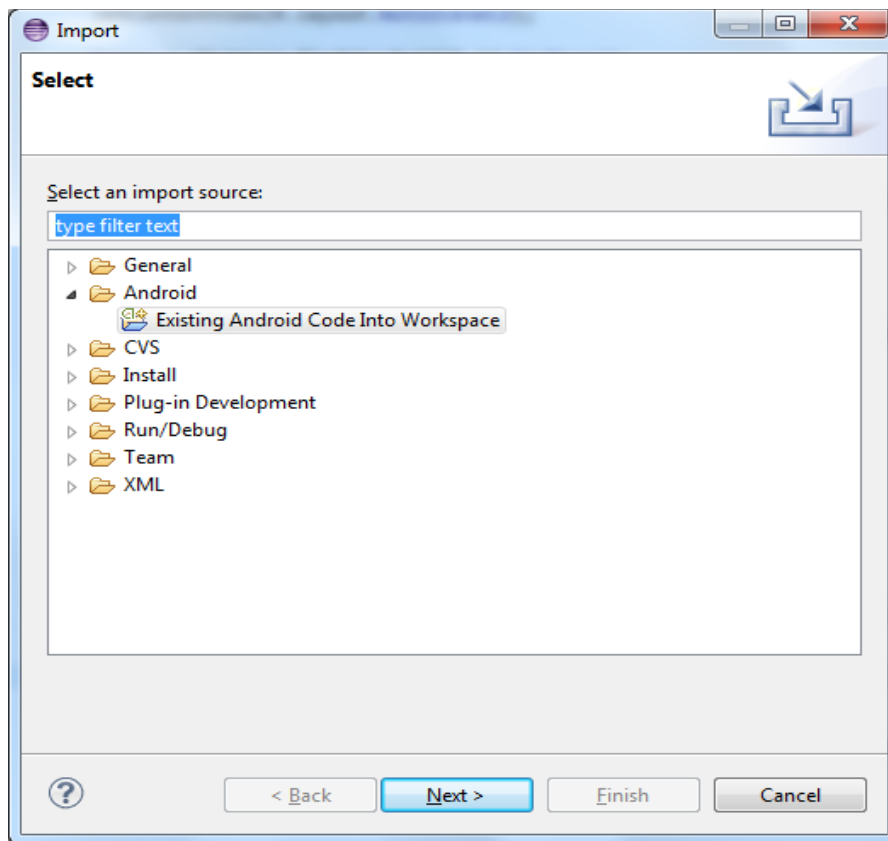 Import
Select
Select an import source:
type filter text
General
Android
Existing Android Code Into Workspace
CVS
Install
Plug-in Development
Run/Debug
Team
XML
?
< Back Next > Finish Cancel